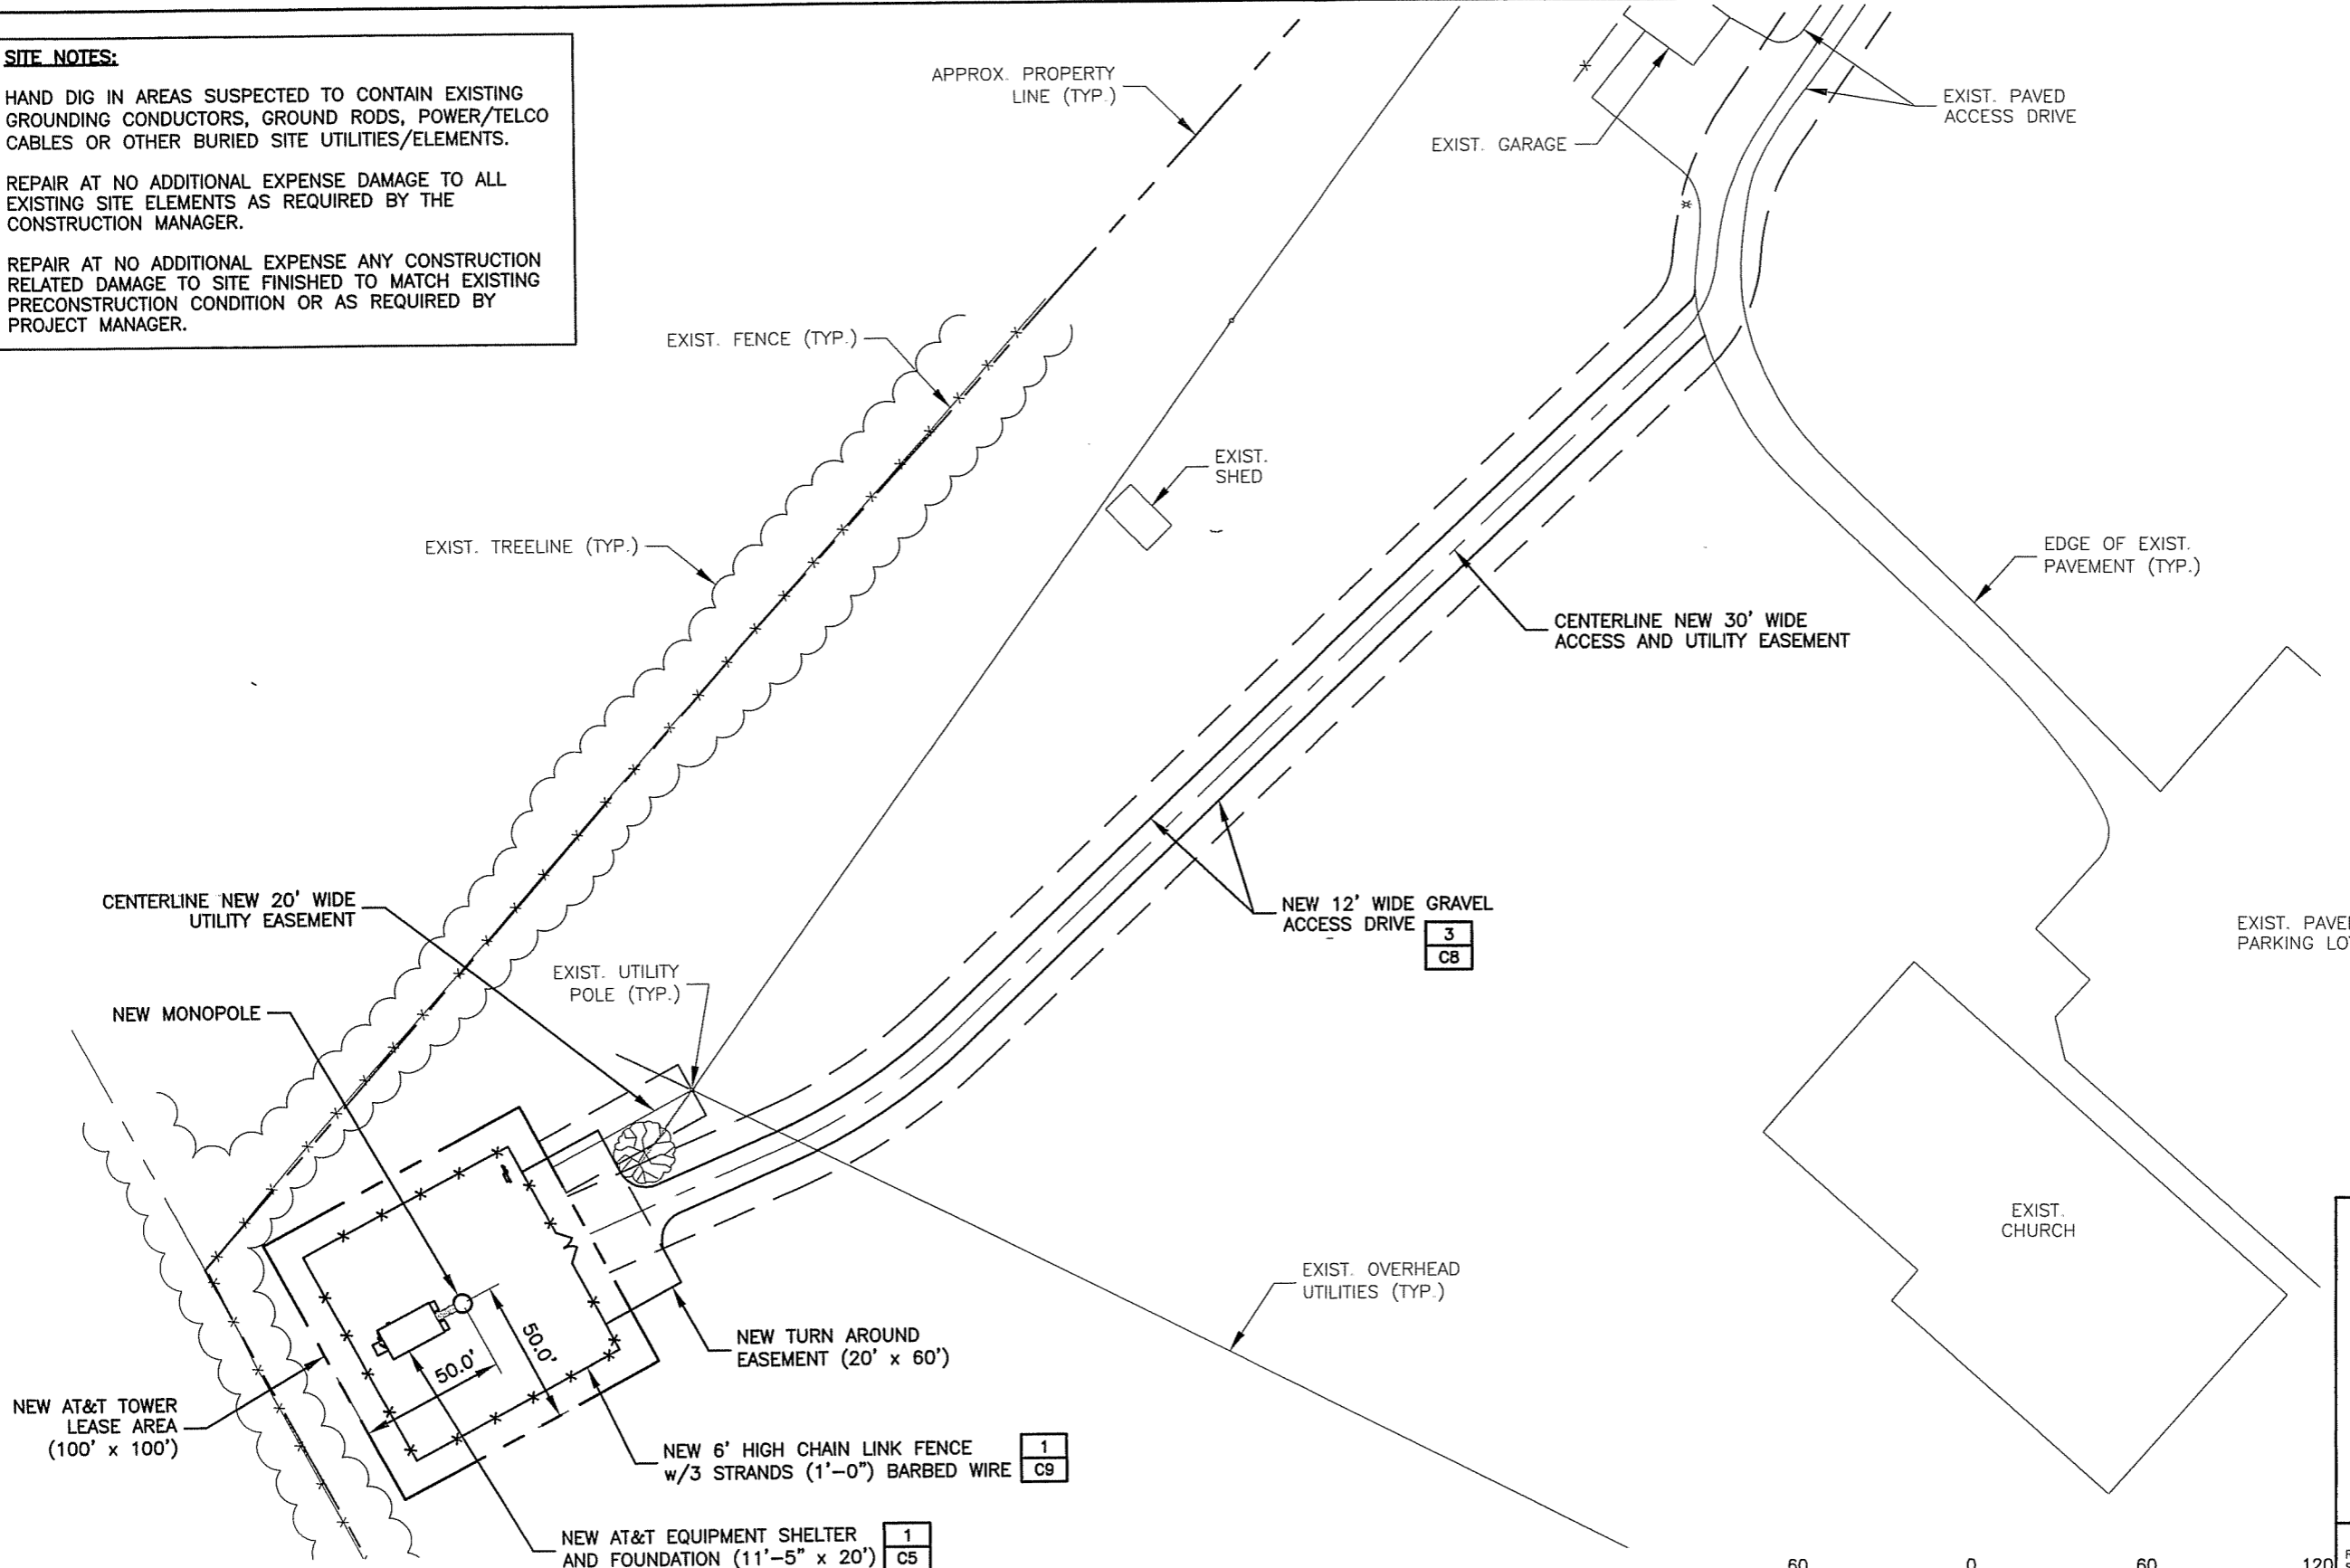 SITE NOTES:
HAND DIG IN AREAS SUSPECTED TO CONTAIN EXISTING
GROUNDING CONDUCTORS, GROUND RODS, POWER/TELCO
CABLES OR OTHER BURIED SITE UTILITIES/ELEMENTS.
REPAIR AT NO ADDITIONAL EXPENSE DAMAGE TO ALL
EXISTING SITE ELEMENTS AS REQUIRED BY THE
CONSTRUCTION MANAGER.
REPAIR AT NO ADDITIONAL EXPENSE ANY CONSTRUCTION
RELATED DAMAGE TO SITE FINISHED TO MATCH EXISTING
PRECONSTRUCTION CONDITION OR AS REQUIRED BY
PROJECT MANAGER.
APPROX. PROPERTY
LINE (TYP.)
EXIST. PAVED
ACCESS DRIVE
EXIST. GARAGE
EXIST. FENCE (TYP.)
EXIST.
SHED
EXIST. TREELINE (TYP.)
EDGE OF EXIST.
PAVEMENT (TYP.)
CENTERLINE NEW 30' WIDE
ACCESS AND UTILITY EASEMENT
CENTERLINE NEW 20' WIDE
UTILITY EASEMENT
NEW 12' WIDE GRAVEL
ACCESS DRIVE
3
C8
EXIST. PAVE
PARKING LO
EXIST. UTILITY
POLE (TYP.)
NEW MONOPOLE
EXIST.
CHURCH
EXIST. OVERHEAD
UTILITIES (TYP.)
NEW TURN AROUND
EASEMENT (20' x 60')
50.0'
50.0'
NEW AT&T TOWER
LEASE AREA
(100' x 100')
NEW 6' HIGH CHAIN LINK FENCE
w/3 STRANDS (1'-0") BARBED WIRE
1
C9
NEW AT&T EQUIPMENT SHELTER
AND FOUNDATION (11'-5" x 20')
1
C5
60 0 60 120